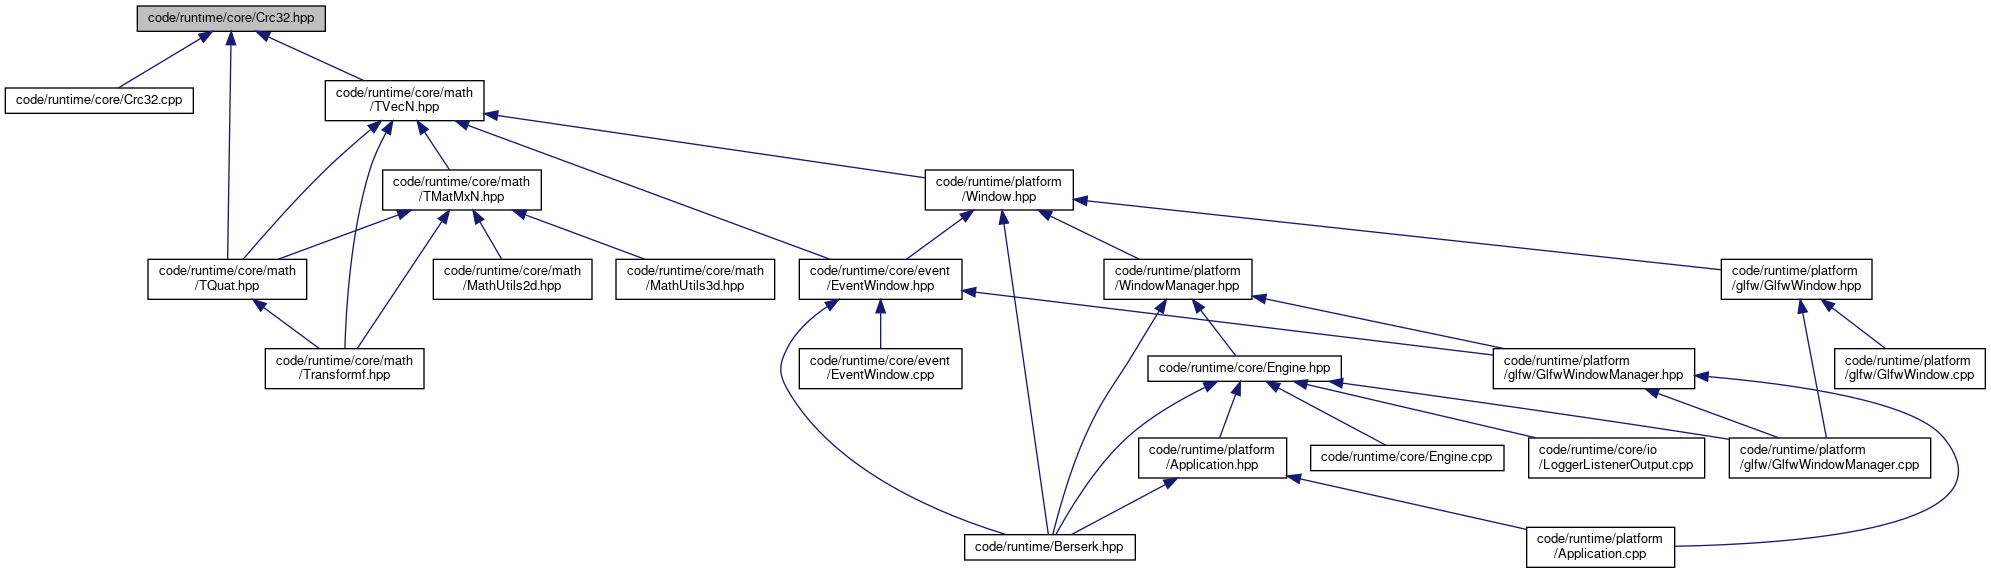 code/runtime/core/Crc32.hpp
code/runtime/core/Crc32.cpp
code/runtime/core/math
/TVecN.hpp
code/runtime/core/math
/TMatMxN.hpp
code/runtime/platform
/Window.hpp
code/runtime/core/math
/TQuat.hpp
code/runtime/core/math
/MathUtils2d.hpp
code/runtime/core/math
/MathUtils3d.hpp
code/runtime/core/event
/EventWindow.hpp
code/runtime/platform
/WindowManager.hpp
code/runtime/platform
/glfw/GlfwWindow.hpp
code/runtime/core/math
/Transformf.hpp
code/runtime/core/event
/EventWindow.cpp
code/runtime/core/Engine.hpp
code/runtime/platform
/glfw/GlfwWindowManager.hpp
code/runtime/platform
/glfw/GlfwWindow.cpp
code/runtime/platform
/Application.hpp
code/runtime/core/Engine.cpp
code/runtime/core/io
/LoggerListenerOutput.cpp
code/runtime/platform
/glfw/GlfwWindowManager.cpp
code/runtime/Berserk.hpp
code/runtime/platform
/Application.cpp